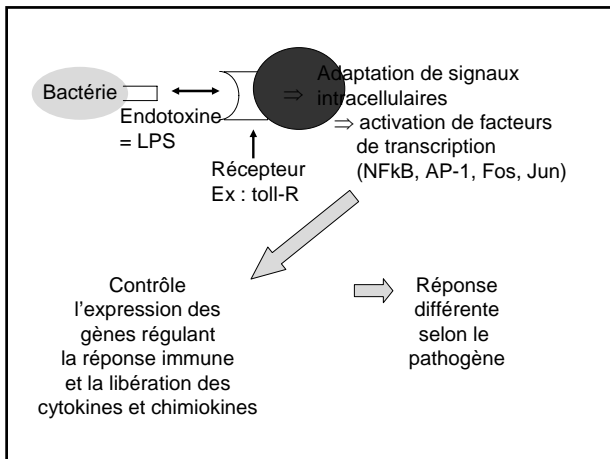 Bactérie
Endotoxine
= LPS
Récepteur
Ex : toll-R
⇒ Adaptation de signaux
intracellulaires
⇒ activation de facteurs
de transcription
(NFkB, AP-1, Fos, Jun)
Contrôle
l'expression des
gènes régulant
la réponse immune
et la libération des
cytokines et chimiokines
Réponse
différente
selon le
pathogène